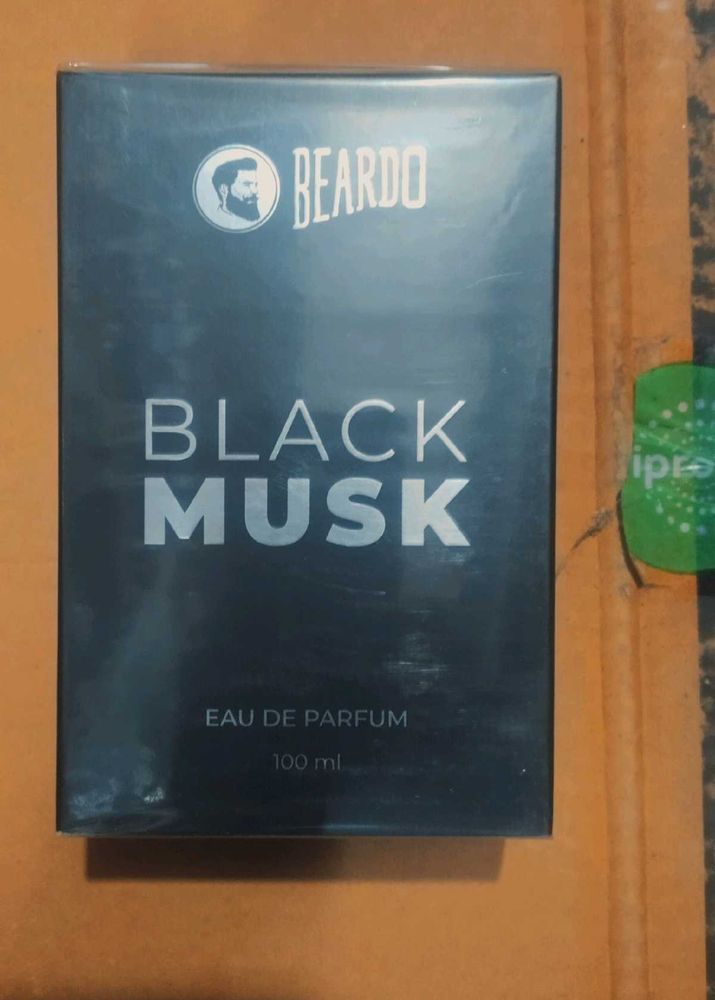 BEARDO
BLACK
MUSK
EAU DE PARFUM
100 ml